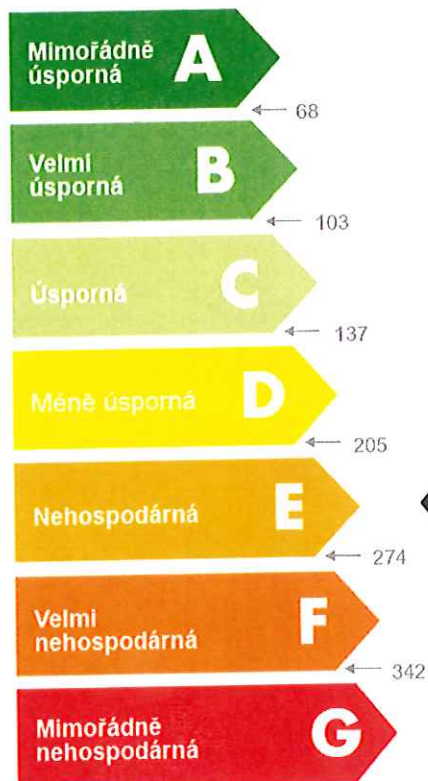 Mimořádně
úsporná
A
68
Velmi
úsporná
B
103
Úsporná
C
137
Méně úsporná
D
205
Nehospodárná
E
274
Velmi
nehospodárná
F
342
Mimořádně
nehospodárná
G